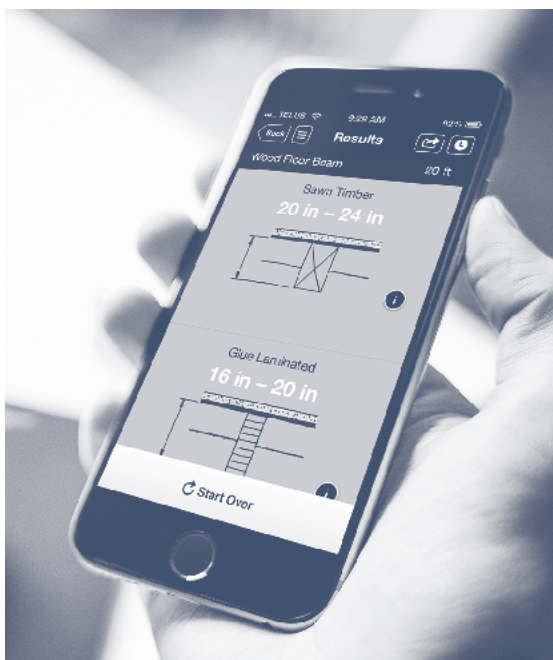 TELUS 9:29 AM 92%
Back Results
Wood Floor Beam 20 ft
Sawn Timber
20 in – 24 in
i
Glue Laminated
16 in – 20 in
i
Start Over